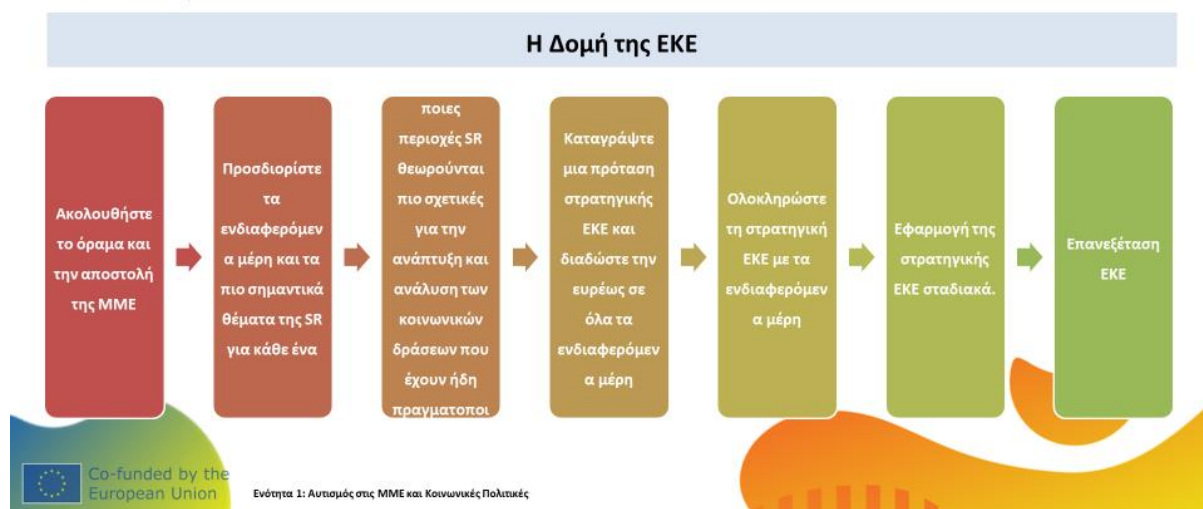 Η Δομή της ΕΚΕ
Ακολουθήστε
το όραμα και
την αποστολή
της ΜΜΕ
Προσδιορίστε
τα
ενδιαφερόμεν
α μέρη και τα
πιο σημαντικά
θέματα της SR
για κάθε ένα
ποιες
περιοχές SR
θεωρούνται
πιο σχετικές
για την
ανάπτυξη και
ανάλυση των
κοινωνικών
δράσεων που
έχουν ήδη
πραγματοποι
Καταγράψτε
μια πρόταση
στρατηγικής
ΕΚΕ και
διαδώστε την
ευρέως σε
όλα τα
ενδιαφερόμεν
α μέρη
Ολοκληρώστε
τη στρατηγική
ΕΚΕ με τα
ενδιαφερόμεν
α μέρη
Εφαρμογή της
στρατηγικής
ΕΚΕ σταδιακά.
Επανεξέταση
ΕΚΕ
Co-funded by the
European Union
Ενότητα 1: Αυτισμός στις ΜΜΕ και Κοινωνικές Πολιτικές